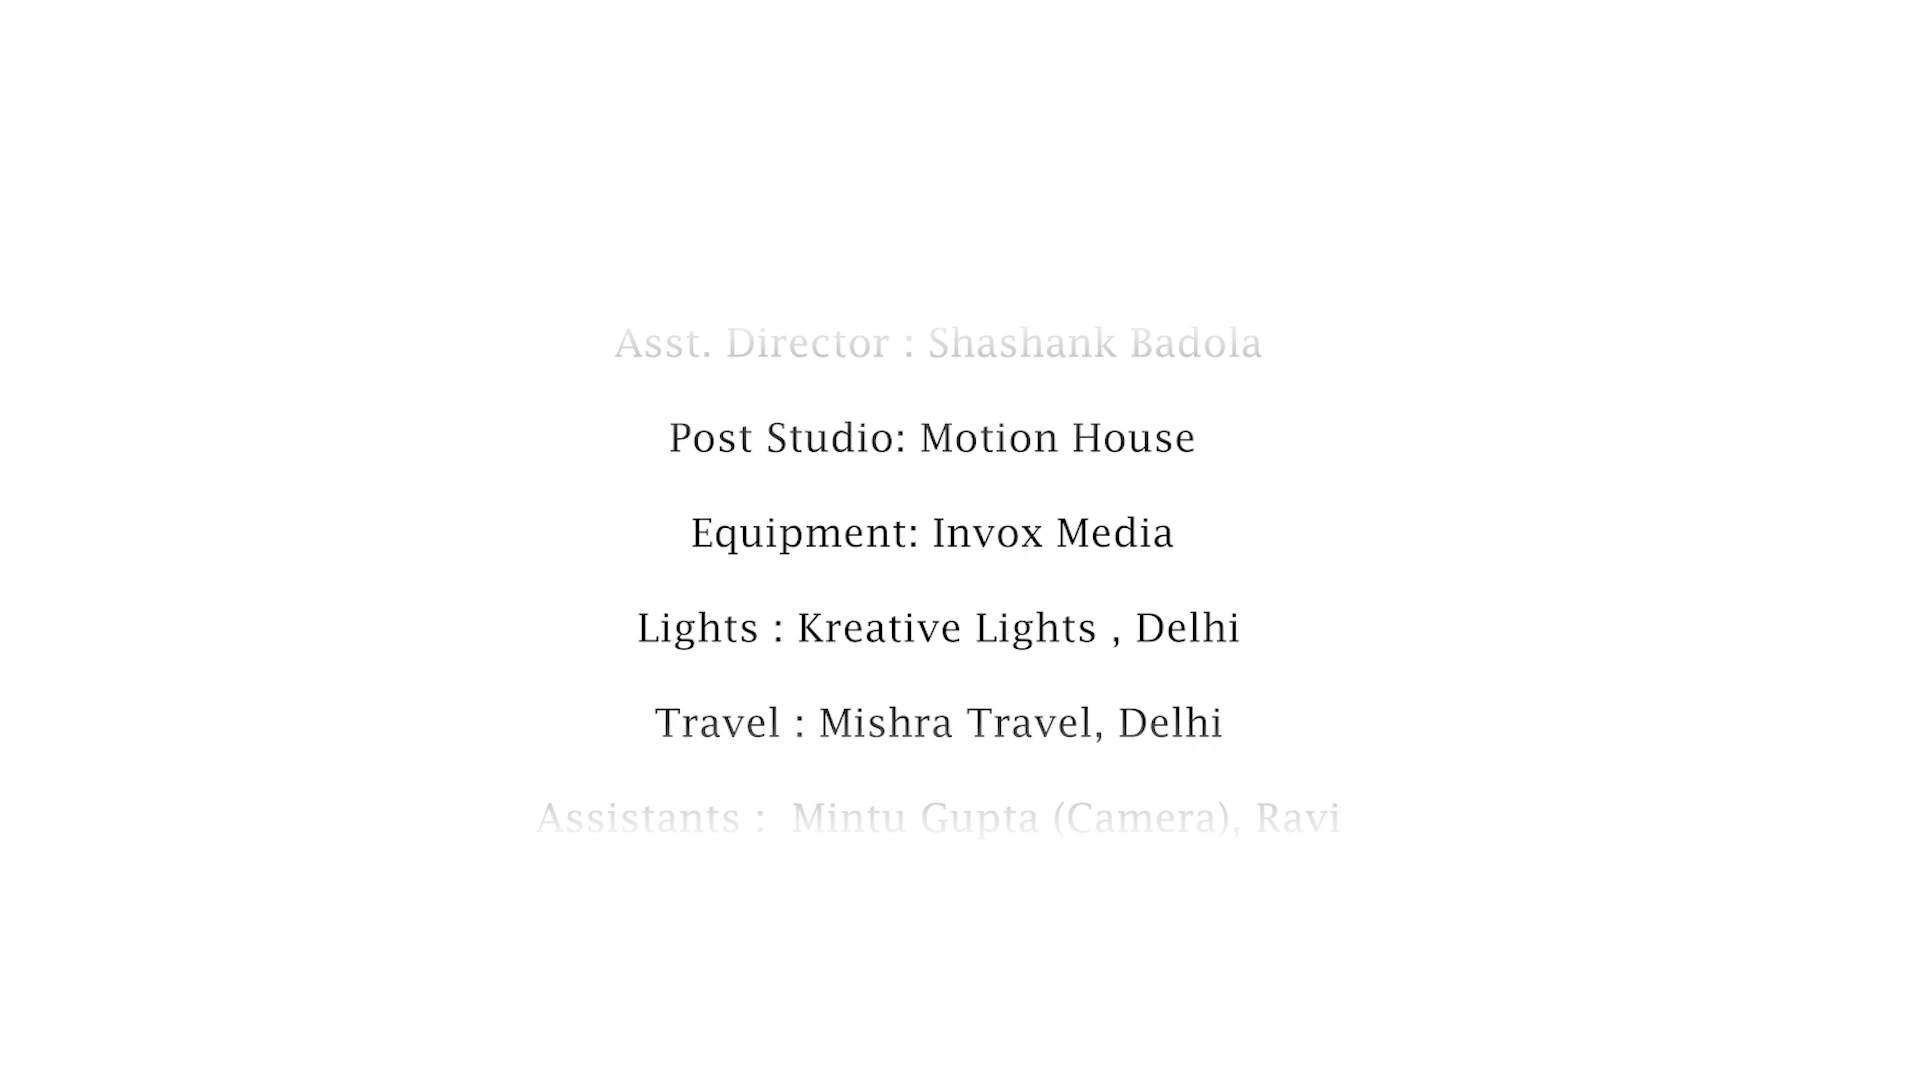 Asst. Director : Shashank Badola
Post Studio: Motion House
Equipment: Invox Media
Lights : Kreative Lights , Delhi
Travel : Mishra Travel, Delhi
Assistants :  Mintu Gupta (Camera), Ravi